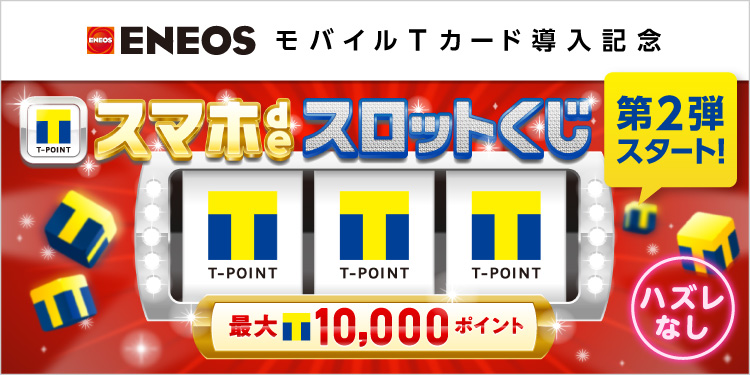 ENEOS ENEOS モバイルTカード導入記念
T-POINT
スマホdeスロットくじ
第2弾
スタート!
T T T
T-POINT T-POINT T-POINT
最大 T 10,000ポイント
ハズレ
なし